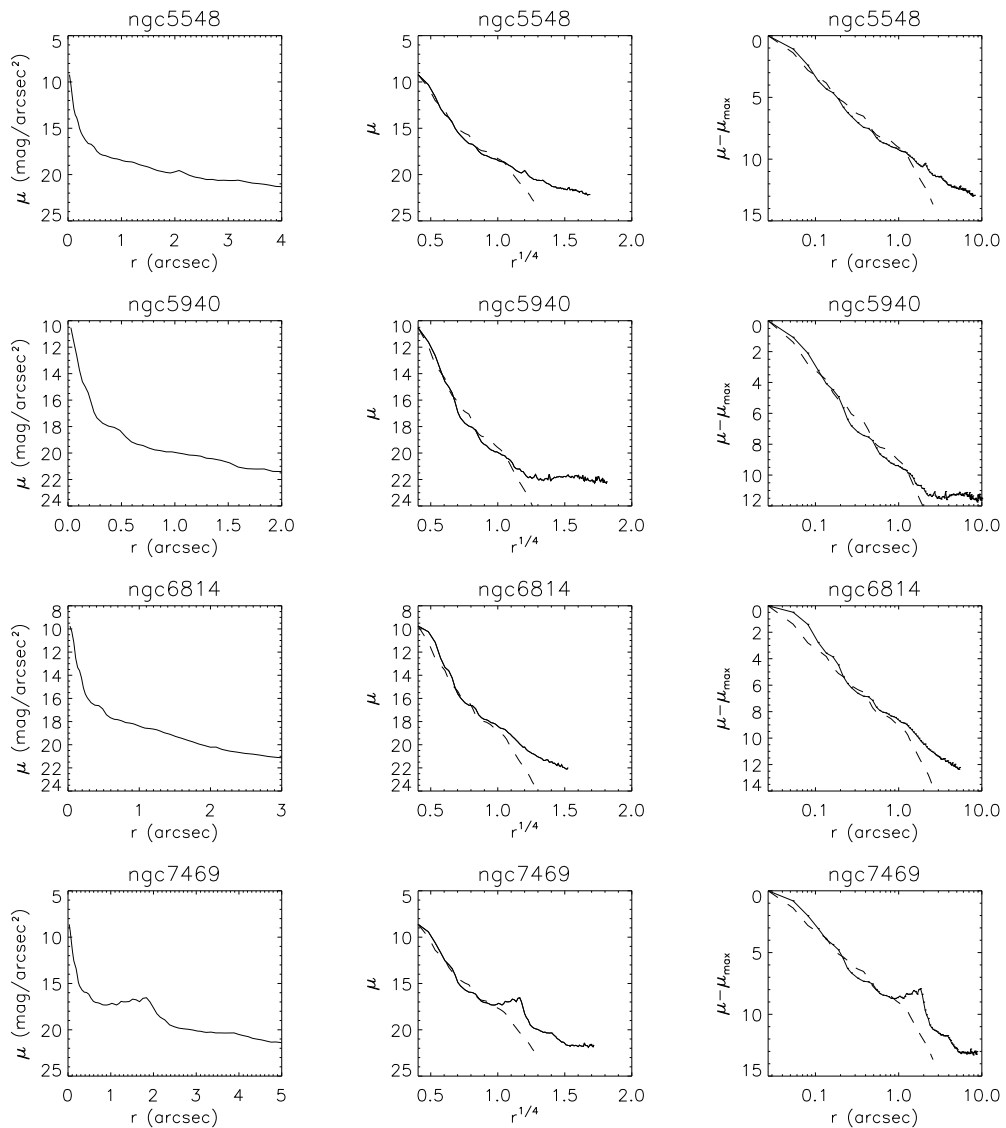 ngc5548 ngc5548 ngc5548
5 10 15 20 25
μ (mag/arcsec²)
0 1 2 3 4
r (arcsec)
5 10 15 20 25
μ
0.5 1.0 1.5 2.0
r^1/4
0 5 10 15
μ-μmax
0.1 1.0 10.0
r (arcsec)
ngc5940 ngc5940 ngc5940
10 12 14 16 18 20 22 24
μ (mag/arcsec²)
0.0 0.5 1.0 1.5 2.0
r (arcsec)
10 12 14 16 18 20 22 24
μ
0.5 1.0 1.5 2.0
r^1/4
0 2 4 6 8 10 12
μ-μmax
0.1 1.0 10.0
r (arcsec)
ngc6814 ngc6814 ngc6814
8 10 12 14 16 18 20 22 24
μ (mag/arcsec²)
0 1 2 3
r (arcsec)
8 10 12 14 16 18 20 22 24
μ
0.5 1.0 1.5 2.0
r^1/4
0 2 4 6 8 10 12 14
μ-μmax
0.1 1.0 10.0
r (arcsec)
ngc7469 ngc7469 ngc7469
5 10 15 20 25
μ (mag/arcsec²)
0 1 2 3 4 5
r (arcsec)
5 10 15 20 25
μ
0.5 1.0 1.5 2.0
r^1/4
0 5 10 15
μ-μmax
0.1 1.0 10.0
r (arcsec)